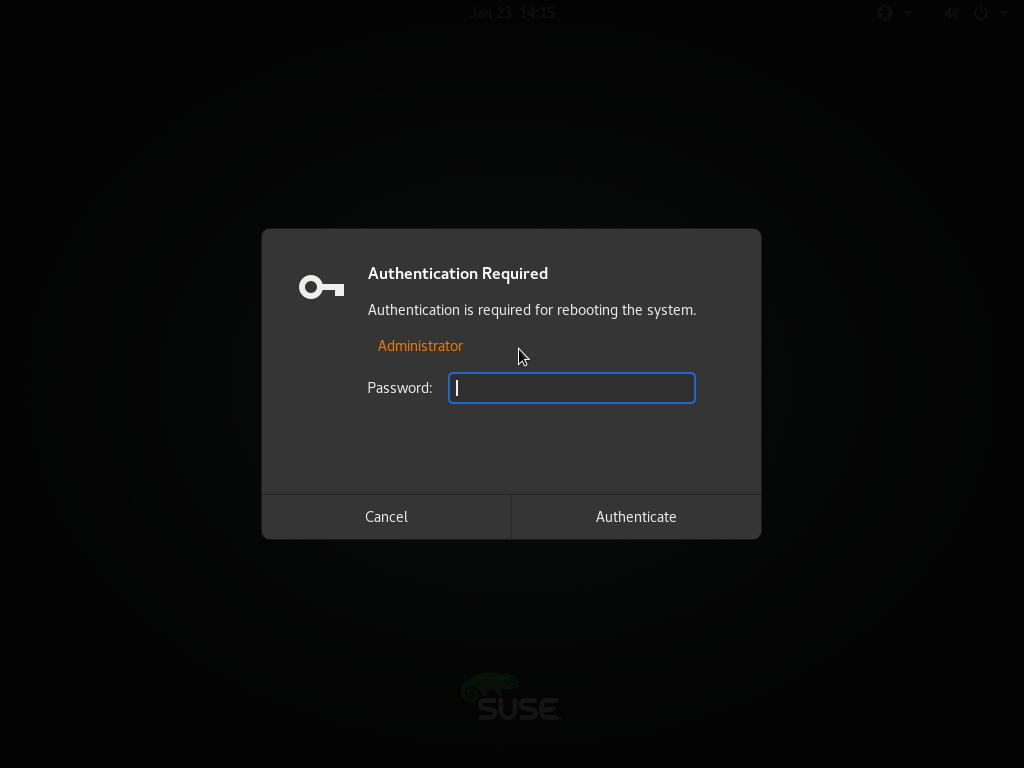 Jan 23 14:15
Authentication Required
Authentication is required for rebooting the system.
Administrator
Password:
Cancel
Authenticate
SUSE